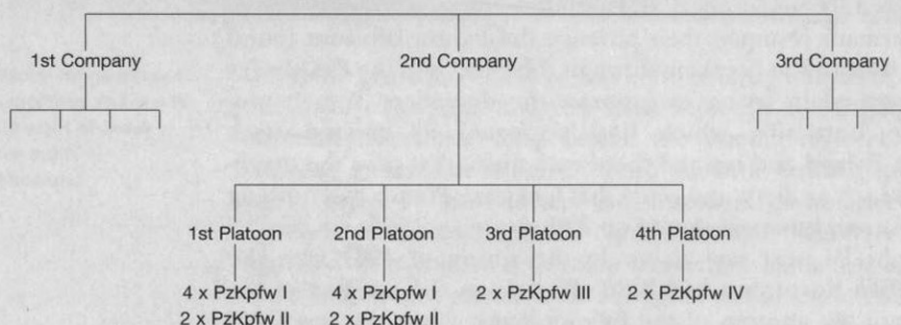 1st Company 2nd Company 3rd Company
1st Platoon 2nd Platoon 3rd Platoon 4th Platoon
4 x PzKpfw I 4 x PzKpfw I 2 x PzKpfw III 2 x PzKpfw IV
2 x PzKpfw II 2 x PzKpfw II